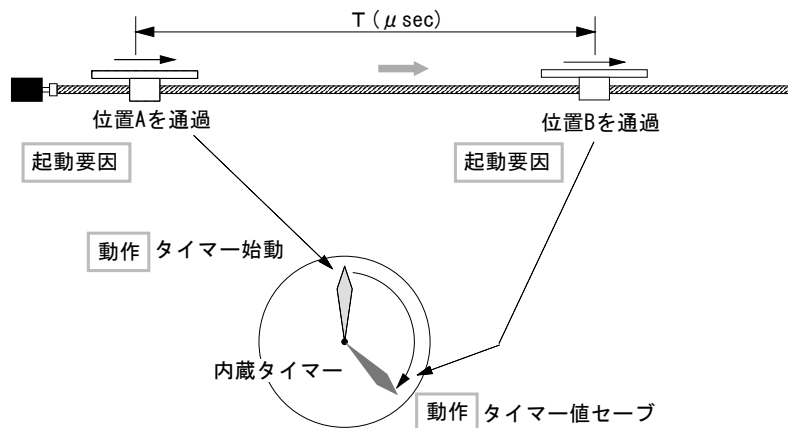 T(μsec)
位置Aを通過
位置Bを通過
起動要因
起動要因
動作 タイマー始動
内蔵タイマー
動作 タイマー値セーブ